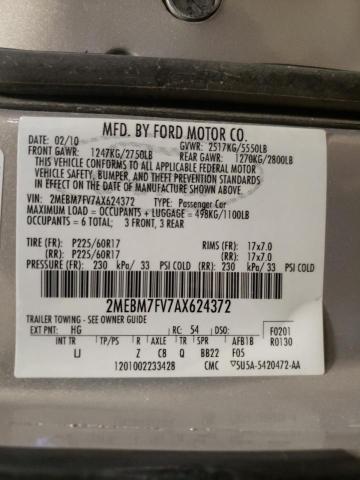 MFD. BY FORD MOTOR CO.
DATE: 02/10 GVWR: 2517KG/5550LB
FRONT GAWR: 1247KG/2750LB REAR GAWR: 1270KG/2800LB
THIS VEHICLE CONFORMS TO ALL APPLICABLE FEDERAL MOTOR
VEHICLE SAFETY, BUMPER, AND THEFT PREVENTION STANDARDS
IN EFFECT ON THE DATE OF MANUFACTURE SHOWN ABOVE.
VIN: 2MEBM7FV7AX624372 TYPE: Passenger Car
MAXIMUM LOAD = OCCUPANTS + LUGGAGE = 498KG/1100LB
OCCUPANTS = 6 TOTAL; 3 FRONT, 3 REAR
TIRE (FR): P225/60R17 RIMS (FR): 17x7.0
(RR): P225/60R17 (RR): 17x7.0
PRESSURE (FR): 230 kPa/ 33 PSI COLD (RR): 230 kPa/ 33 PSI COLD
2MEBM7FV7AX624372
TRAILER TOWING - SEE OWNER GUIDE
EXT PNT: HG RC: 54 DSO: F0201
INT TR TP/PS R AXLE TR SPR AFB1B R0130
LJ Z C8 Q BB22 F05
1201002233428 CMC ▽5U5A-5420472-AA